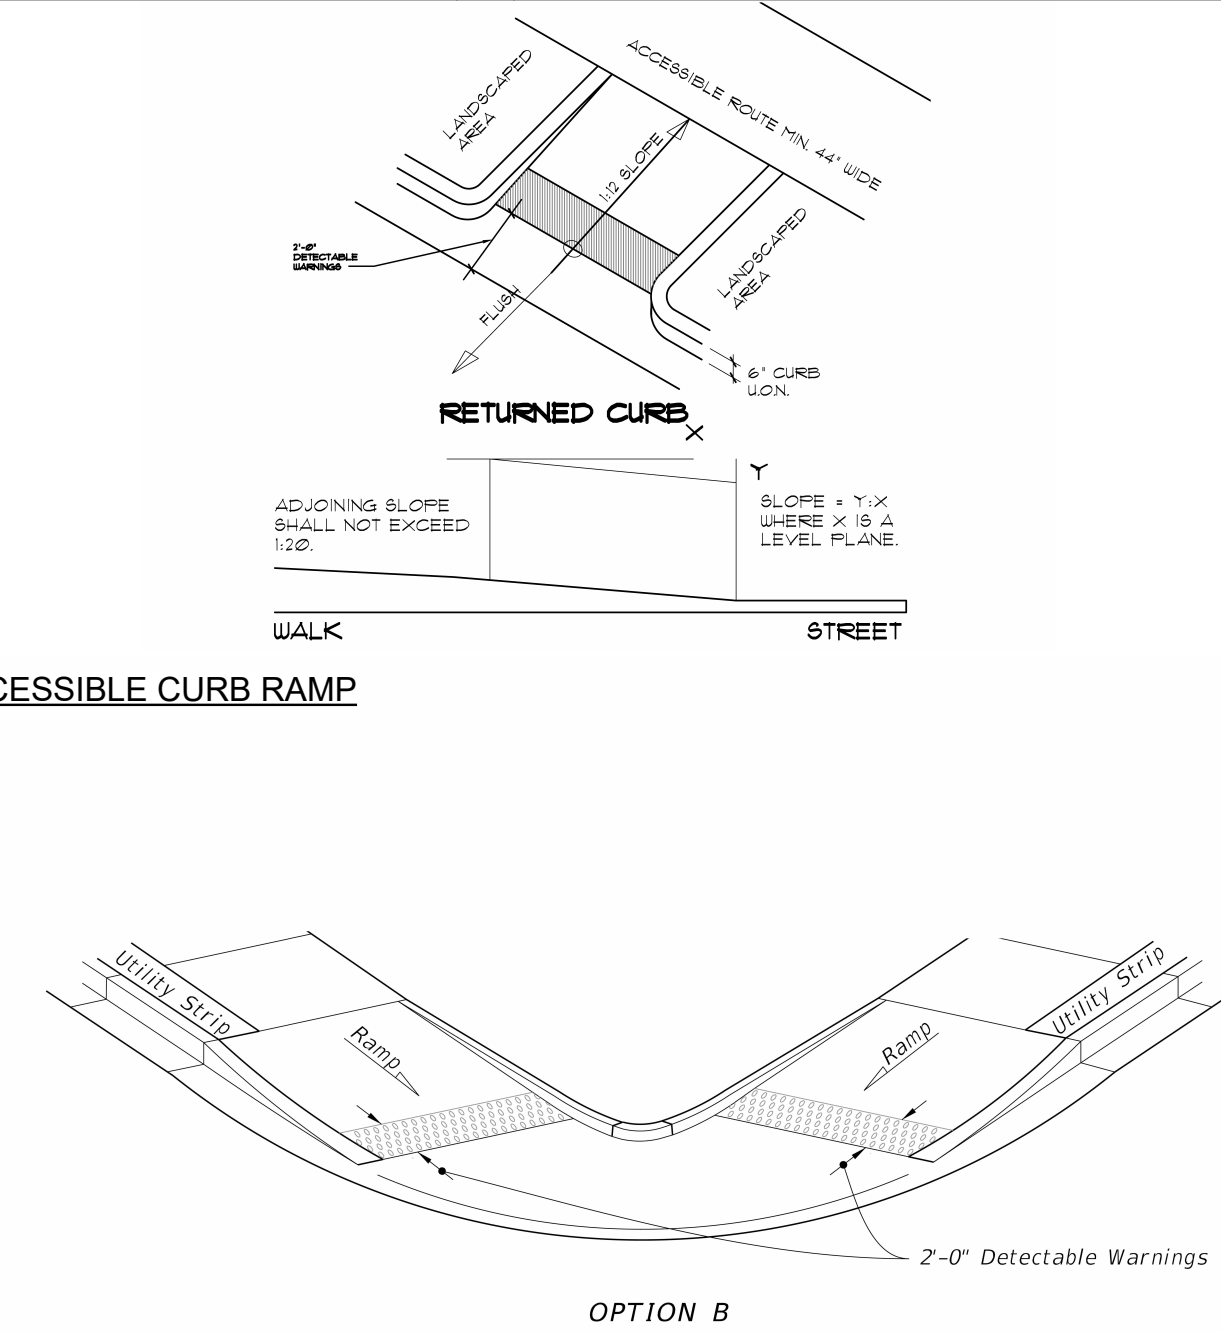 LANDSCAPED
AREA
ACCESSIBLE ROUTE MIN. 44" WIDE
1:12 SLOPE
2'-0"
DETECTABLE
WARNINGS
FLUSH
LANDSCAPED
AREA
6" CURB
U.O.N.
RETURNED CURB
X
Y
ADJOINING SLOPE
SHALL NOT EXCEED
1:20.
SLOPE = Y:X
WHERE X IS A
LEVEL PLANE.
WALK
STREET
CESSIBLE CURB RAMP
Utility Strip
Ramp
Ramp
Utility Strip
2'-0" Detectable Warnings
OPTION B